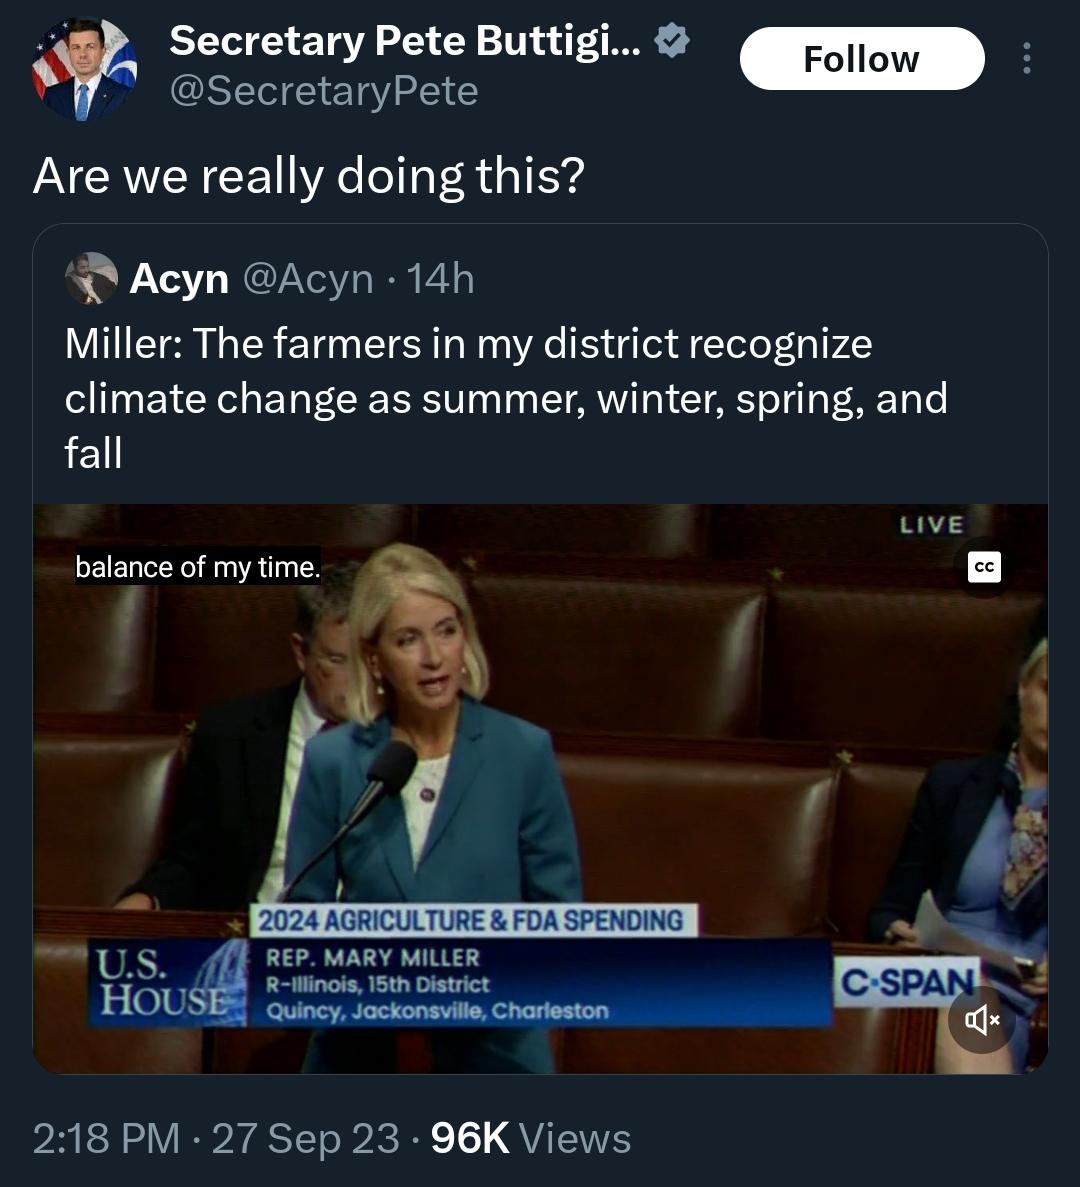 Secretary Pete Buttigi...
@SecretaryPete
Follow
Are we really doing this?
Acyn @Acyn · 14h
Miller: The farmers in my district recognize
climate change as summer, winter, spring, and
fall
LIVE
balance of my time.
CC
2024 AGRICULTURE & FDA SPENDING
U.S.
HOUSE
REP. MARY MILLER
R-Illinois, 15th District
Quincy, Jackonsville, Charleston
C·SPAN
2:18 PM · 27 Sep 23 · 96K Views